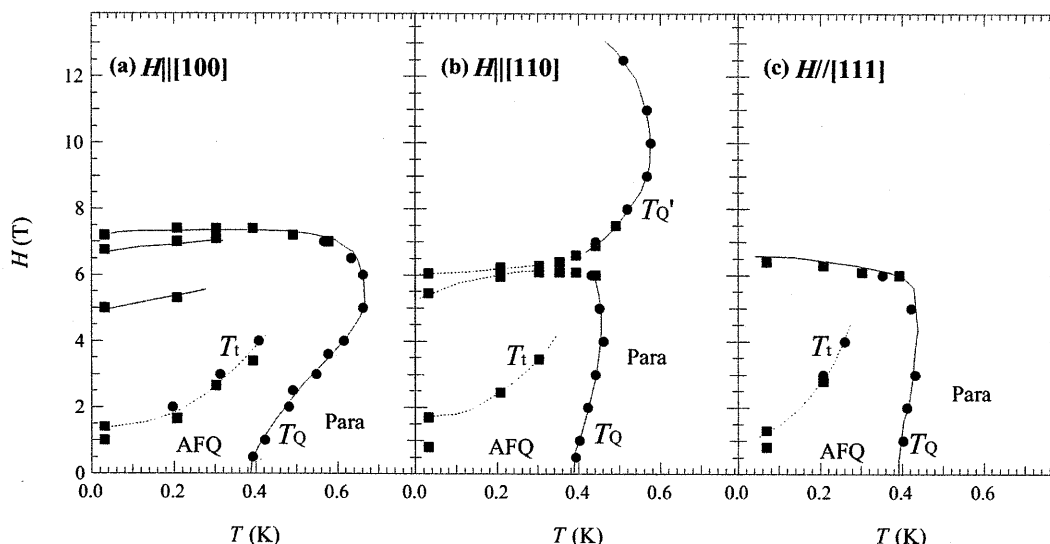 (a) H||[100]
(b) H||[110]
(c) H//[111]
12
10
8
6
4
2
0
H (T)
TQ'
Tt
Tt
Tt
Para
Para
Para
TQ
TQ
TQ
AFQ
AFQ
AFQ
0.0 0.2 0.4 0.6
0.0 0.2 0.4 0.6
0.0 0.2 0.4 0.6
T (K)
T (K)
T (K)